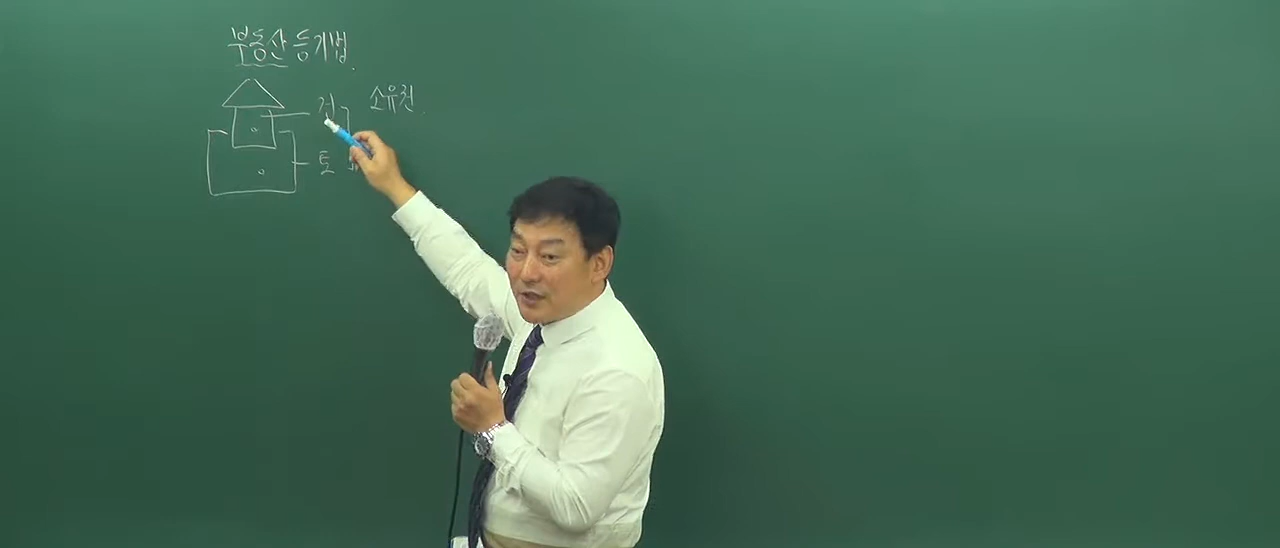 부동산 등기법.
건
소유권.
토